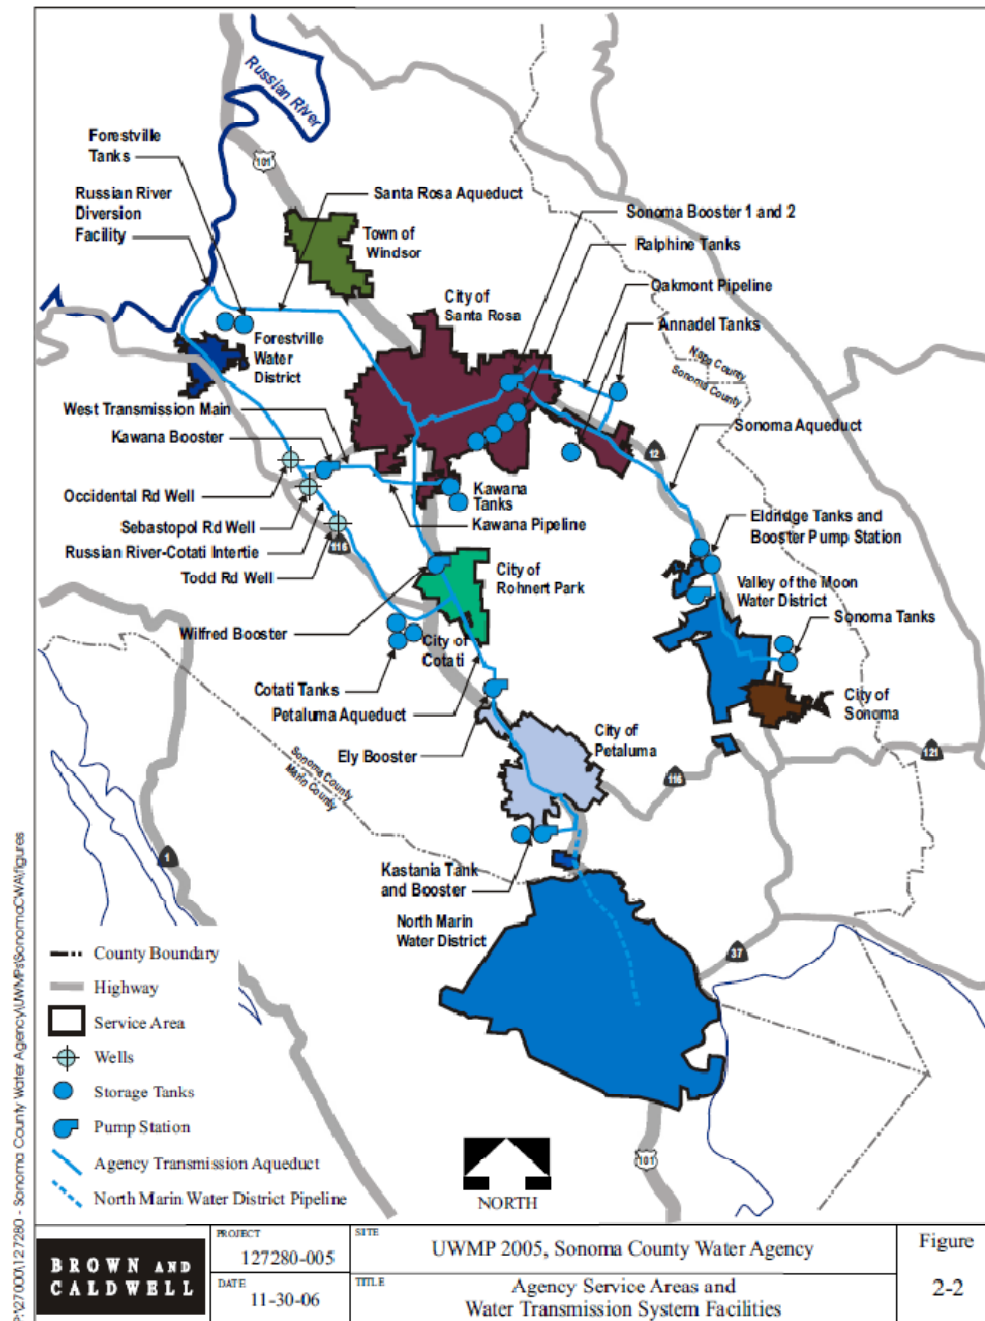 Russian River
Forestville
Tanks
101
Russian River
Diversion
Facility
Santa Rosa Aqueduct
Sonoma Booster 1 and 2
Town of
Windsor
Ralphine Tanks
City of
Santa Rosa
Oakmont Pipeline
Annadel Tanks
Forestville
Water
District
Napa County
Sonoma County
West Transmission Main
Kawana Booster
Sonoma Aqueduct
12
Occidental Rd Well
Kawana
Tanks
Sebastopol Rd Well
Kawana Pipeline
Eldridge Tanks and
Booster Pump Station
Russian River-Cotati Intertie
116
Todd Rd Well
City of
Rohnert Park
Valley of the Moon
Water District
Wilfred Booster
Sonoma Tanks
City of
Cotati
Cotati Tanks
City of
Sonoma
Petaluma Aqueduct
City of
Petaluma
Ely Booster
Sonoma County
Marin County
121
116
1
Kastania Tank
and Booster
North Marin
Water District
37
County Boundary
Highway
Service Area
Wells
Storage Tanks
Pump Station
Agency Transmission Aqueduct
North Marin Water District Pipeline
101
NORTH
P:\27000\127280 - Sonoma County Water Agency\UWMPs\SonomaCWA\figures
BROWN AND
CALDWELL
PROJECT
127280-005
DATE
11-30-06
SITE
UWMP 2005, Sonoma County Water Agency
TITLE
Agency Service Areas and
Water Transmission System Facilities
Figure
2-2